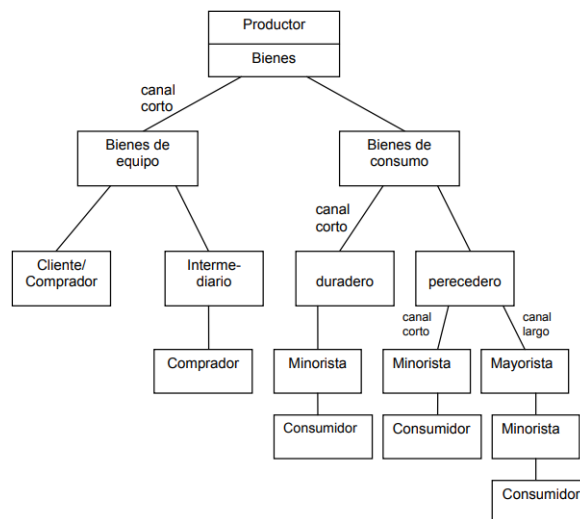 Productor
Bienes
canal
corto
Bienes de
equipo
Bienes de
consumo
canal
corto
Cliente/
Comprador
Interme-
diario
duradero
perecedero
canal
corto
canal
largo
Comprador
Minorista
Minorista
Mayorista
Consumidor
Consumidor
Minorista
Consumidor